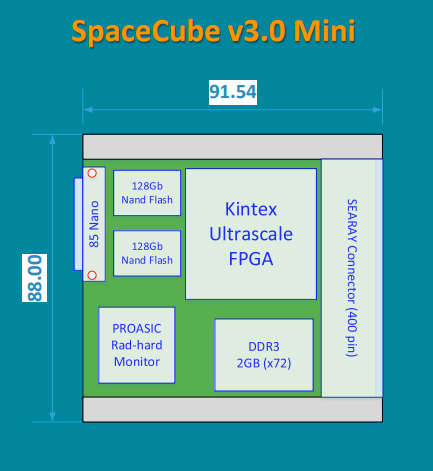 SpaceCube v3.0 Mini
91.54
88.00
85 Nano
128Gb
Nand Flash
128Gb
Nand Flash
Kintex
Ultrascale
FPGA
SEARAY Connector (400 pin)
PROASIC
Rad-hard
Monitor
DDR3
2GB (x72)